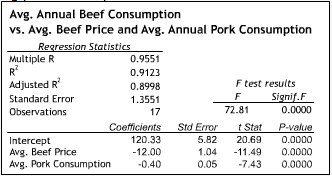 Avg. Annual Beef Consumption
vs. Avg. Beef Price and Avg. Annual Pork Consumption
Regression Statistics
Multiple R 0.9551
R² 0.9123
Adjusted R² 0.8998 F test results
Standard Error 1.3551 F Signif.F
Observations 17 72.81 0.0000
Coefficients Std Error t Stat P-value
Intercept 120.33 5.82 20.69 0.0000
Avg. Beef Price -12.00 1.04 -11.49 0.0000
Avg. Pork Consumption -0.40 0.05 -7.43 0.0000